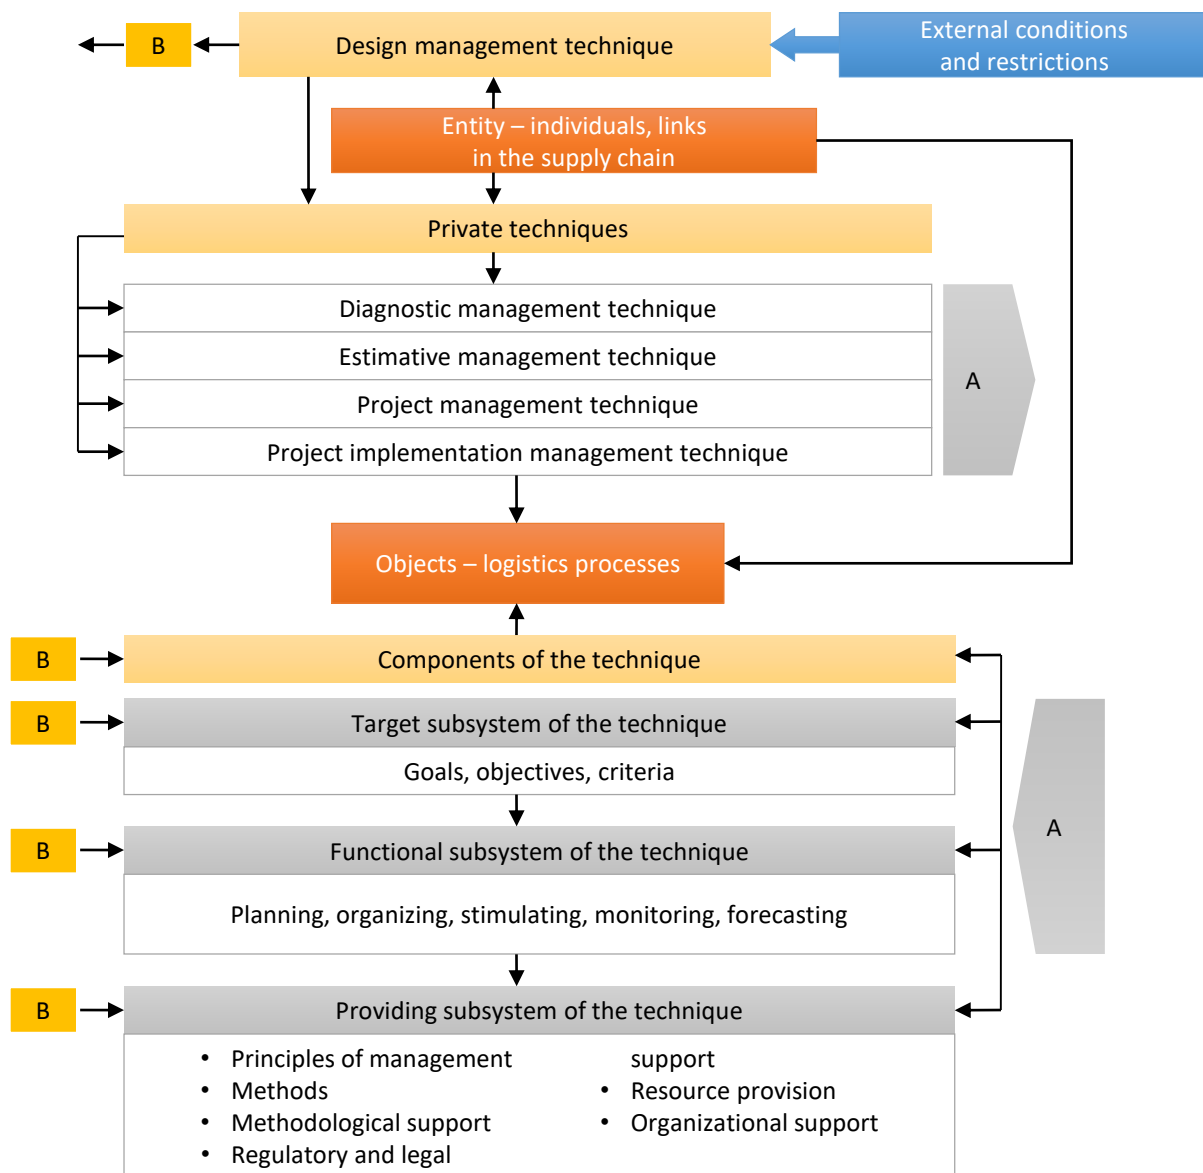 B
Design management technique
External conditions
and restrictions
Entity – individuals, links
in the supply chain
Private techniques
Diagnostic management technique
Estimative management technique
Project management technique
Project implementation management technique
A
Objects – logistics processes
B
Components of the technique
B
Target subsystem of the technique
Goals, objectives, criteria
A
B
Functional subsystem of the technique
Planning, organizing, stimulating, monitoring, forecasting
B
Providing subsystem of the technique
• Principles of management
• Methods
• Methodological support
• Regulatory and legal
support
• Resource provision
• Organizational support